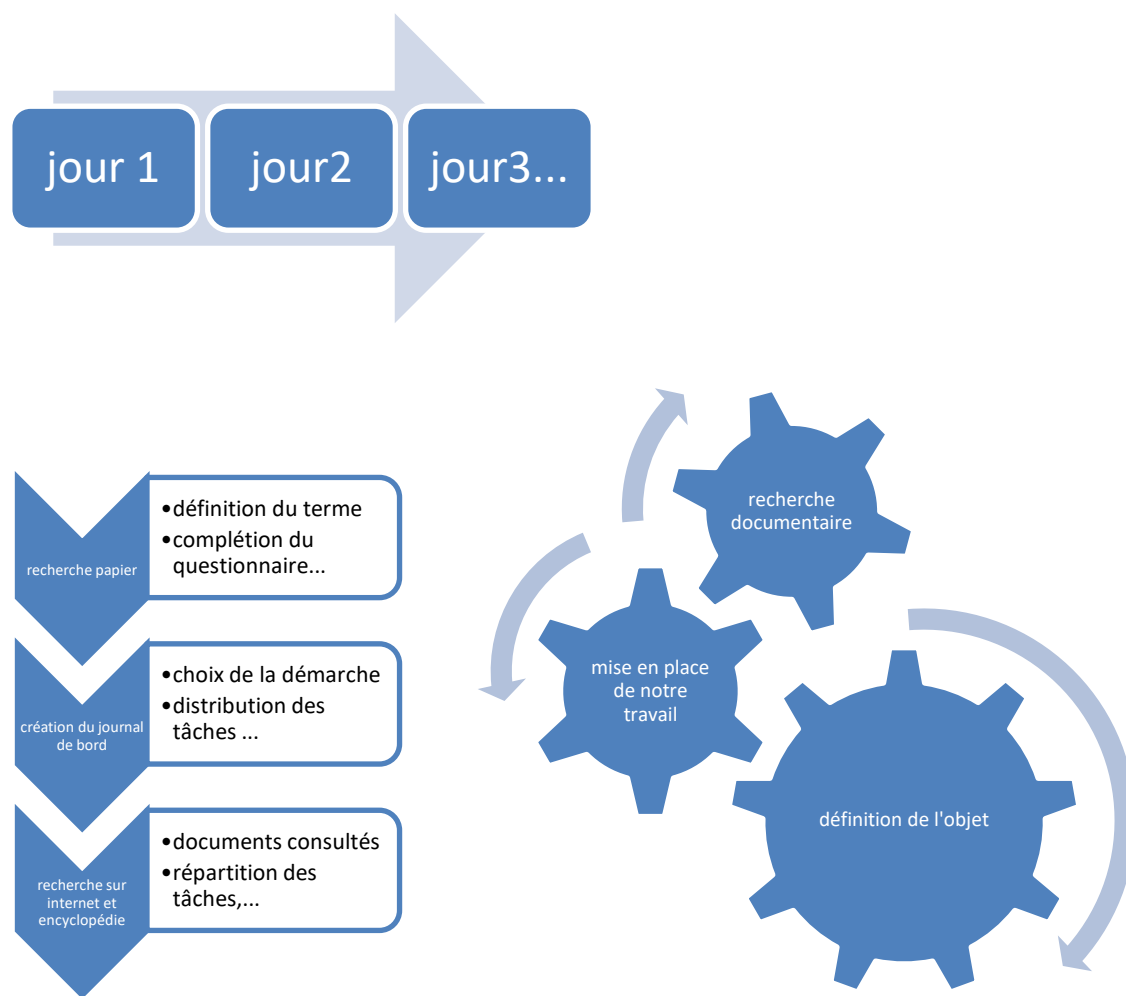 jour 1
jour2
jour3...
recherche papier
•définition du terme
•complétion du
questionnaire...
création du journal
de bord
•choix de la démarche
•distribution des
tâches ...
recherche sur
internet et
encyclopédie
•documents consultés
•répartition des
tâches,...
recherche
documentaire
mise en place
de notre
travail
définition de l'objet